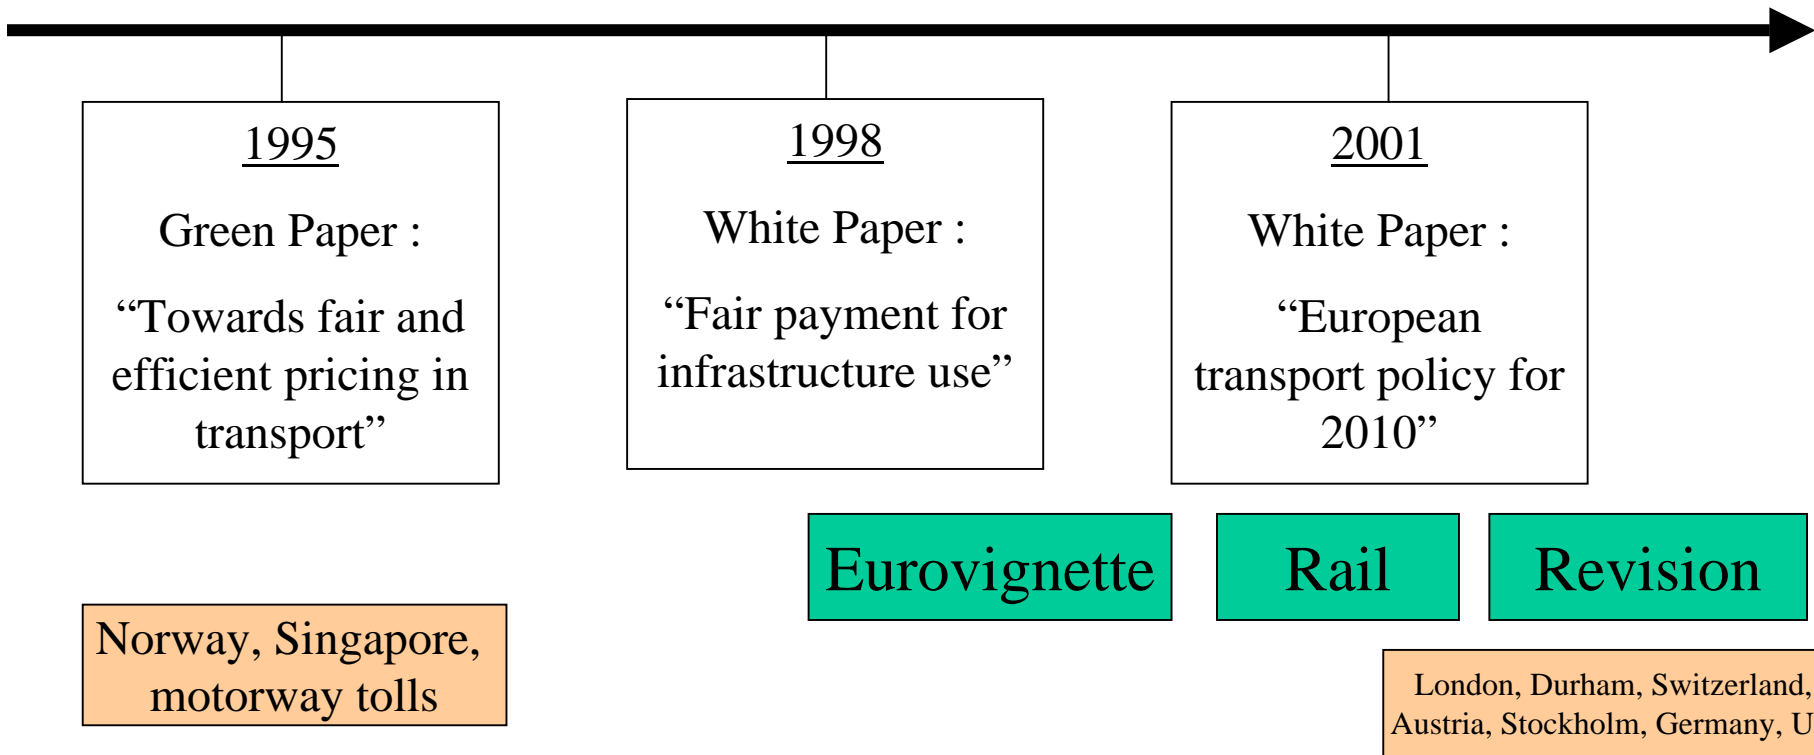 1995
Green Paper :
“Towards fair and
efficient pricing in
transport”
1998
White Paper :
“Fair payment for
infrastructure use”
2001
White Paper :
“European
transport policy for
2010”
Eurovignette
Rail
Revision
Norway, Singapore,
motorway tolls
London, Durham, Switzerland,
Austria, Stockholm, Germany,